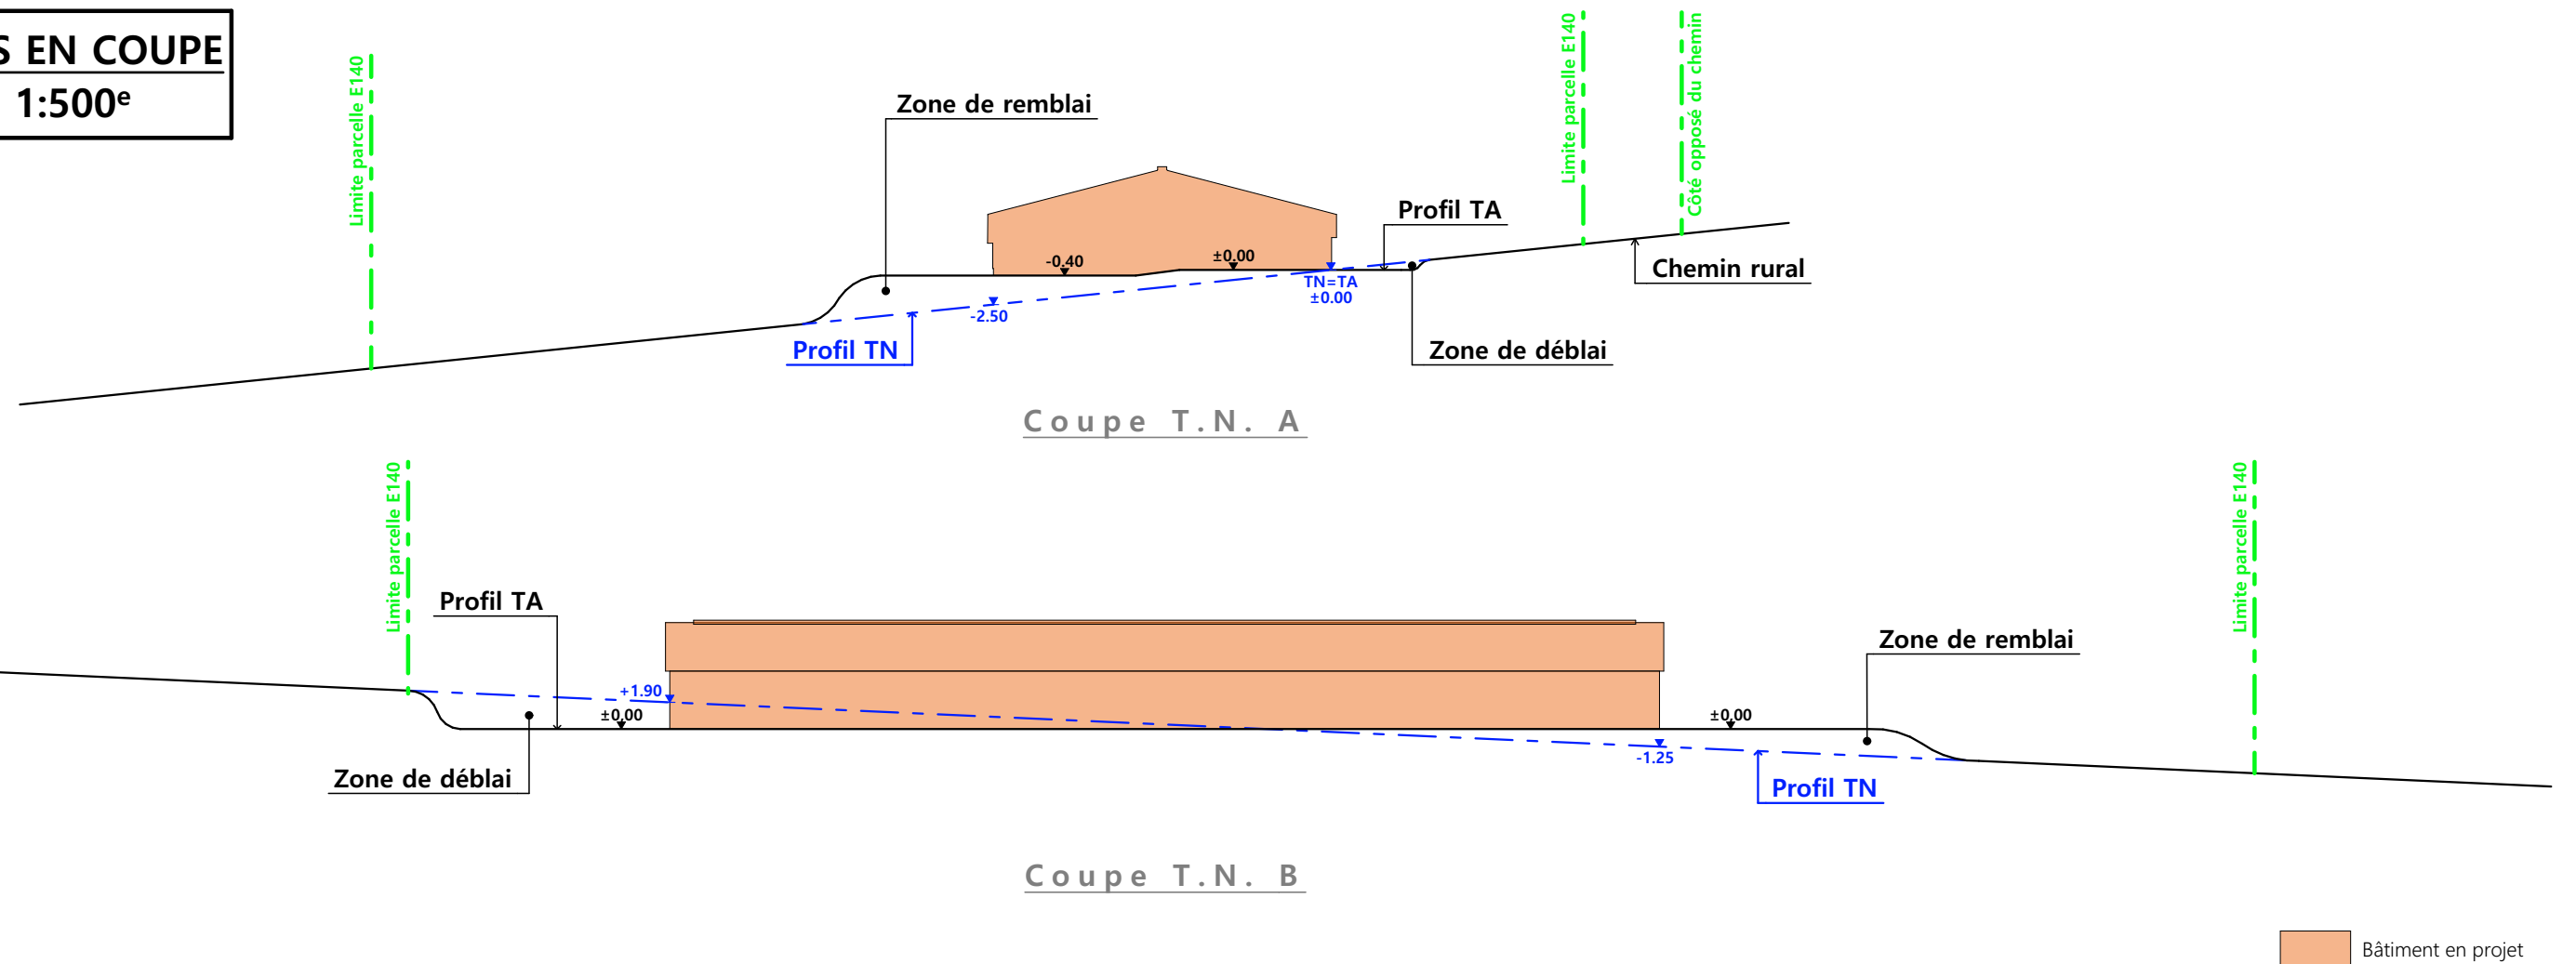 S EN COUPE
1:500e
Limite parcelle E140
Zone de remblai
Limite parcelle E140
Côté opposé du chemin
Profil TA
-0.40
±0.00
TN=TA
±0.00
Chemin rural
-2.50
Profil TN
Zone de déblai
Coupe T.N. A
Limite parcelle E140
Limite parcelle E140
Profil TA
Zone de remblai
+1.90
±0.00
±0.00
-1.25
Zone de déblai
Profil TN
Coupe T.N. B
Bâtiment en projet